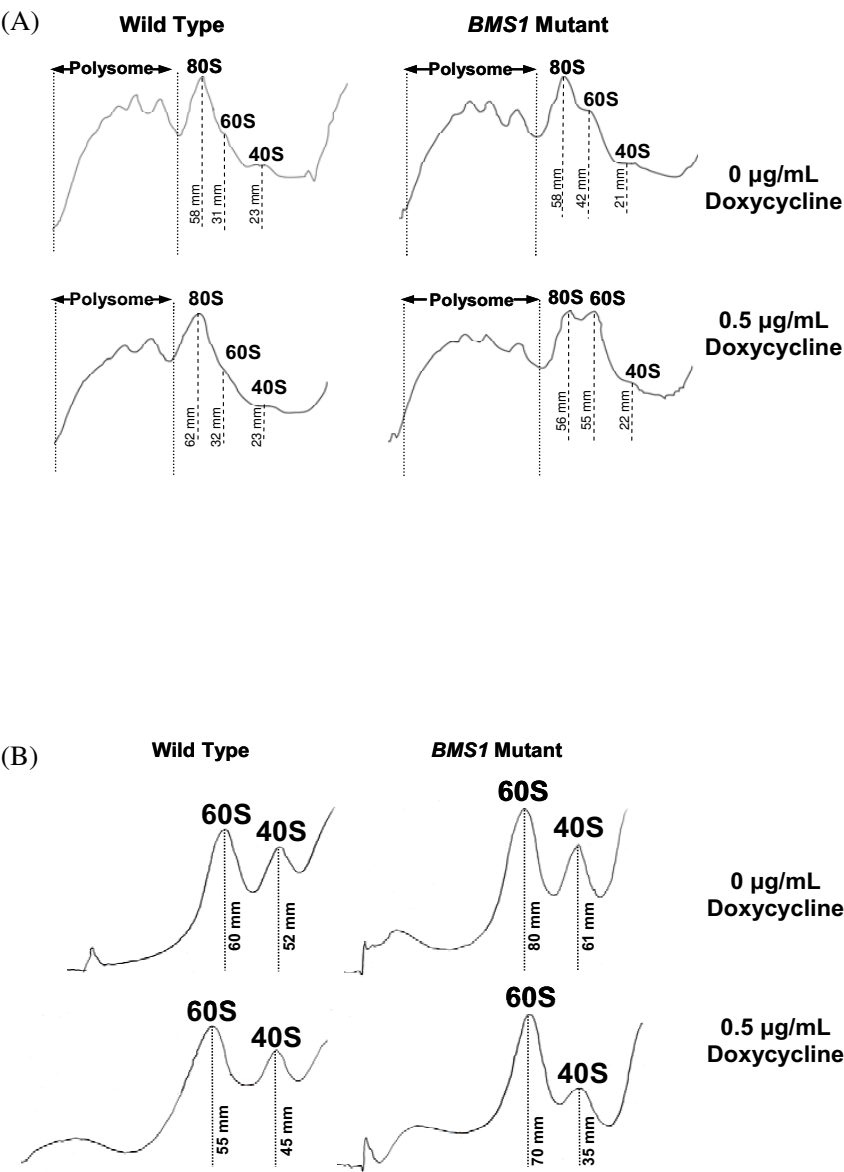 (A)
Wild Type
BMS1 Mutant
Polysome
80S
60S
40S
58 mm
31 mm
23 mm
Polysome
80S
60S
40S
58 mm
42 mm
21 mm
0 µg/mL
Doxycycline
Polysome
80S
60S
40S
62 mm
32 mm
23 mm
Polysome
80S
60S
40S
56 mm
55 mm
22 mm
0.5 µg/mL
Doxycycline
(B)
Wild Type
BMS1 Mutant
60S
40S
60 mm
52 mm
60S
40S
80 mm
61 mm
0 µg/mL
Doxycycline
60S
40S
55 mm
45 mm
60S
40S
70 mm
35 mm
0.5 µg/mL
Doxycycline